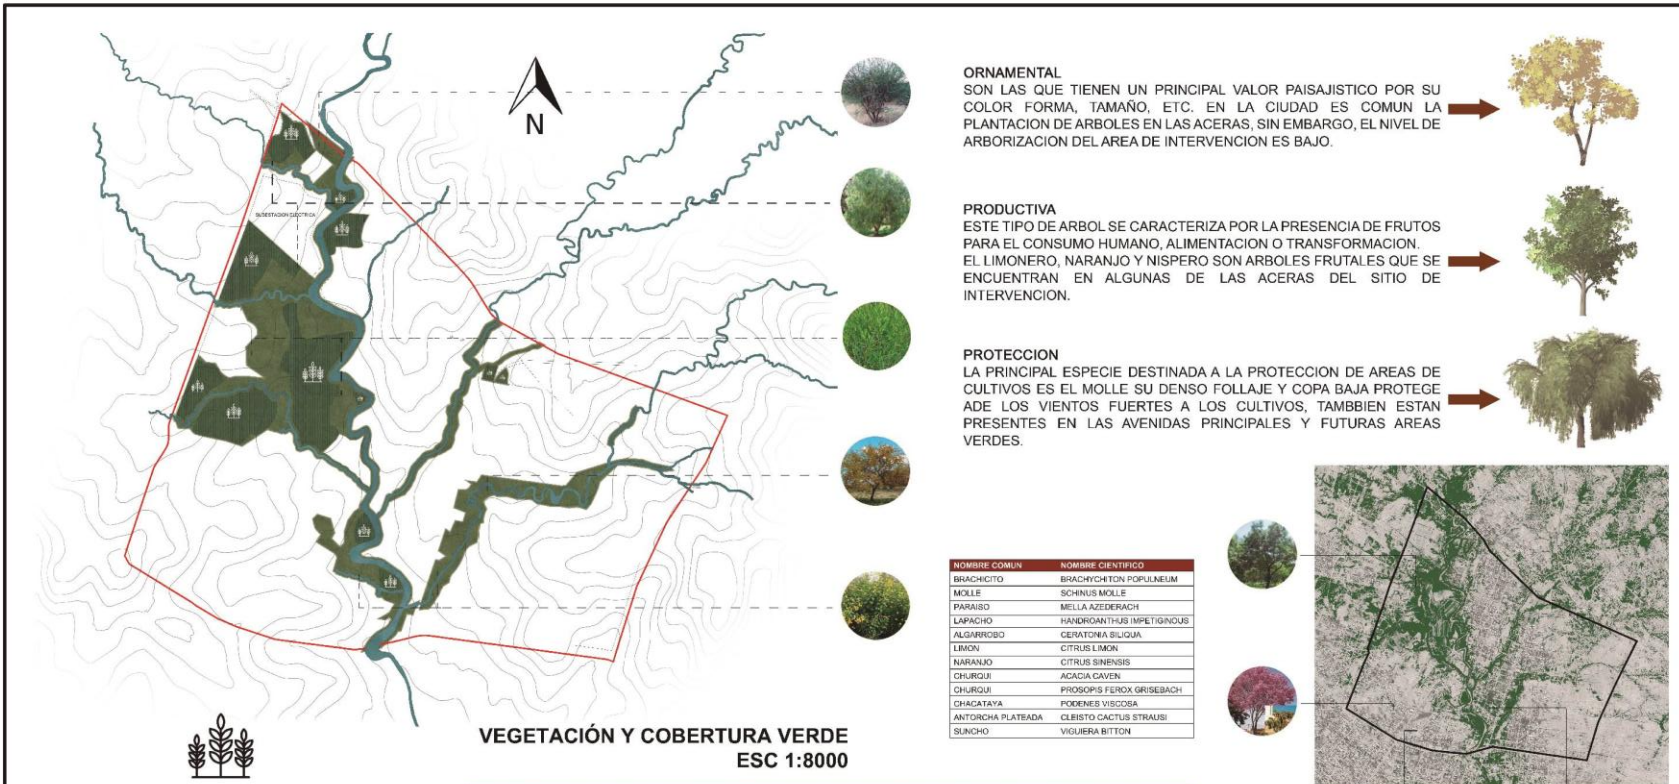 N
SUBESTACION ELECTRICA
VEGETACIÓN Y COBERTURA VERDE
ESC 1:8000
ORNAMENTAL
SON LAS QUE TIENEN UN PRINCIPAL VALOR PAISAJISTICO POR SU
COLOR FORMA, TAMAÑO, ETC. EN LA CIUDAD ES COMUN LA
PLANTACION DE ARBOLES EN LAS ACERAS, SIN EMBARGO, EL NIVEL DE
ARBORIZACION DEL AREA DE INTERVENCION ES BAJO.
PRODUCTIVA
ESTE TIPO DE ARBOL SE CARACTERIZA POR LA PRESENCIA DE FRUTOS
PARA EL CONSUMO HUMANO, ALIMENTACION O TRANSFORMACION.
EL LIMONERO, NARANJO Y NISPERO SON ARBOLES FRUTALES QUE SE
ENCUENTRAN EN ALGUNAS DE LAS ACERAS DEL SITIO DE
INTERVENCION.
PROTECCION
LA PRINCIPAL ESPECIE DESTINADA A LA PROTECCION DE AREAS DE
CULTIVOS ES EL MOLLE SU DENSO FOLLAJE Y COPA BAJA PROTEGE
ADE LOS VIENTOS FUERTES A LOS CULTIVOS, TAMBBIEN ESTAN
PRESENTES EN LAS AVENIDAS PRINCIPALES Y FUTURAS AREAS
VERDES.
NOMBRE COMUN NOMBRE CIENTIFICO
BRACHICITO BRACHYCHITON POPULNEUM
MOLLE SCHINUS MOLLE
PARAISO MELLA AZEDERACH
LAPACHO HANDROANTHUS IMPETIGINOUS
ALGARROBO CERATONIA SILIQUA
LIMON CITRUS LIMON
NARANJO CITRUS SINENSIS
CHURQUI ACACIA CAVEN
CHURQUI PROSOPIS FEROX GRISEBACH
CHACATAYA PODENES VISCOSA
ANTORCHA PLATEADA CLEISTO CACTUS STRAUSI
SUNCHO VIGUIERA BITTON